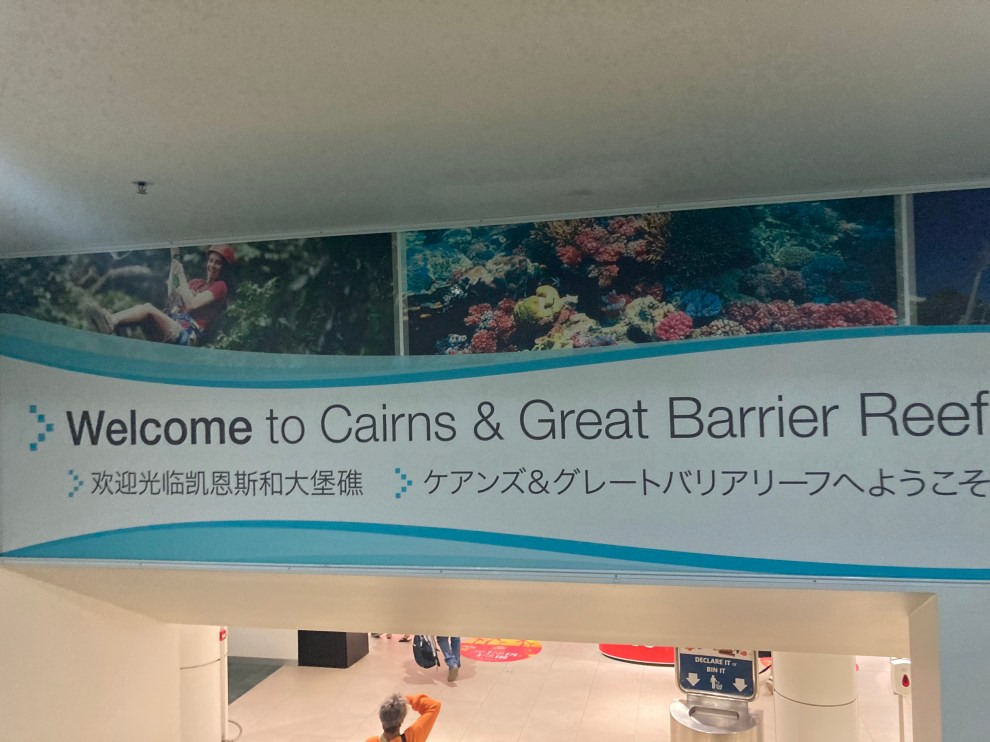 Welcome to Cairns & Great Barrier Reef
欢迎光临凯恩斯和大堡礁 ケアンズ&グレートバリアリーフへようこそ
DECLARE IT or
BIN IT